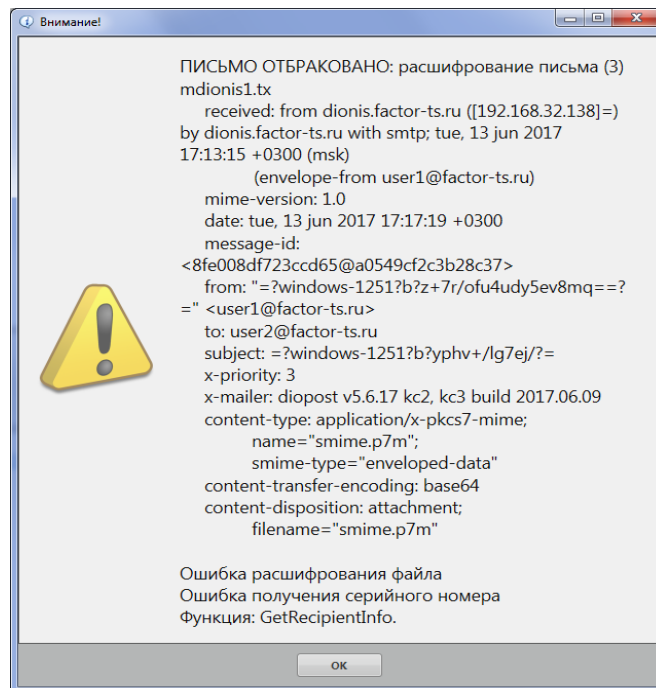 Внимание!
ПИСЬМО ОТБРАКОВАНО: расшифрование письма (3)
mdionis1.tx
received: from dionis.factor-ts.ru ([192.168.32.138]=)
by dionis.factor-ts.ru with smtp; tue, 13 jun 2017
17:13:15 +0300 (msk)
(envelope-from user1@factor-ts.ru)
mime-version: 1.0
date: tue, 13 jun 2017 17:17:19 +0300
message-id:
<8fe008df723ccd65@a0549cf2c3b28c37>
from: "=?windows-1251?b?z+7r/ofu4udy5ev8mq==?
=" <user1@factor-ts.ru>
to: user2@factor-ts.ru
subject: =?windows-1251?b?yphv+/lg7ej/?=
x-priority: 3
x-mailer: diopost v5.6.17 kc2, kc3 build 2017.06.09
content-type: application/x-pkcs7-mime;
name="smime.p7m";
smime-type="enveloped-data"
content-transfer-encoding: base64
content-disposition: attachment;
filename="smime.p7m"
Ошибка расшифрования файла
Ошибка получения серийного номера
Функция: GetRecipientInfo.
ОК